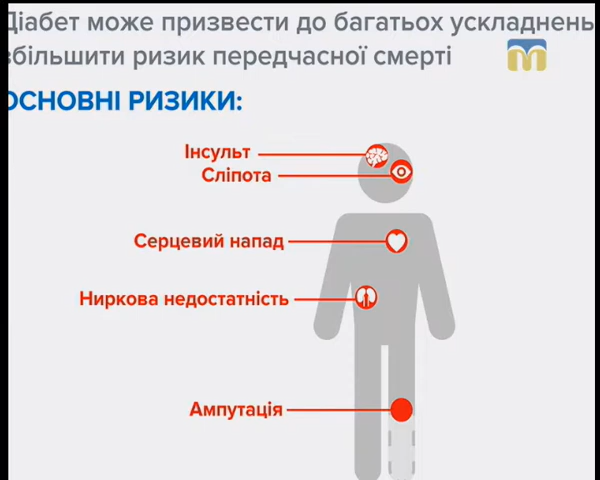 Діабет може призвести до багатьох ускладнень
збільшити ризик передчасної смерті
ОСНОВНІ РИЗИКИ:
Інсульт
Сліпота
Серцевий напад
Ниркова недостатність
Ампутація